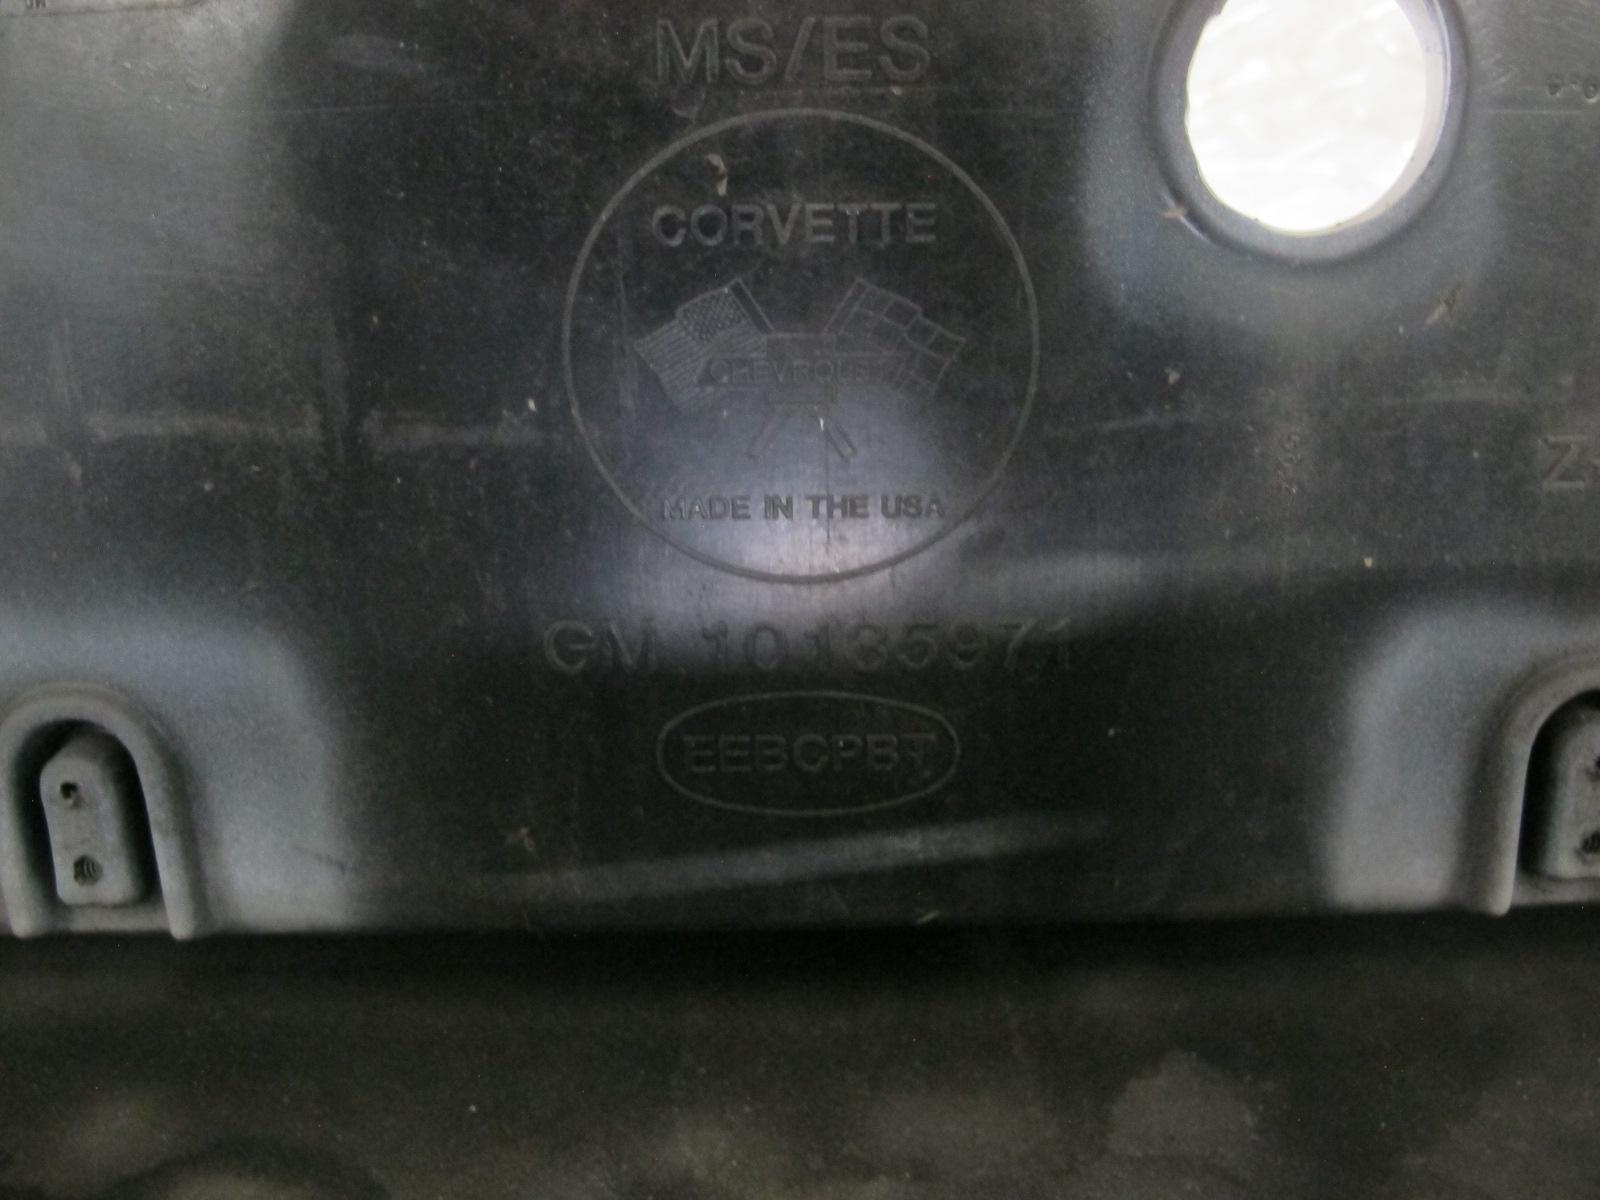 MS/ES
CORVETTE
CHEVROLET
MADE IN THE USA
GM 10135971
EEBCPBT
Z